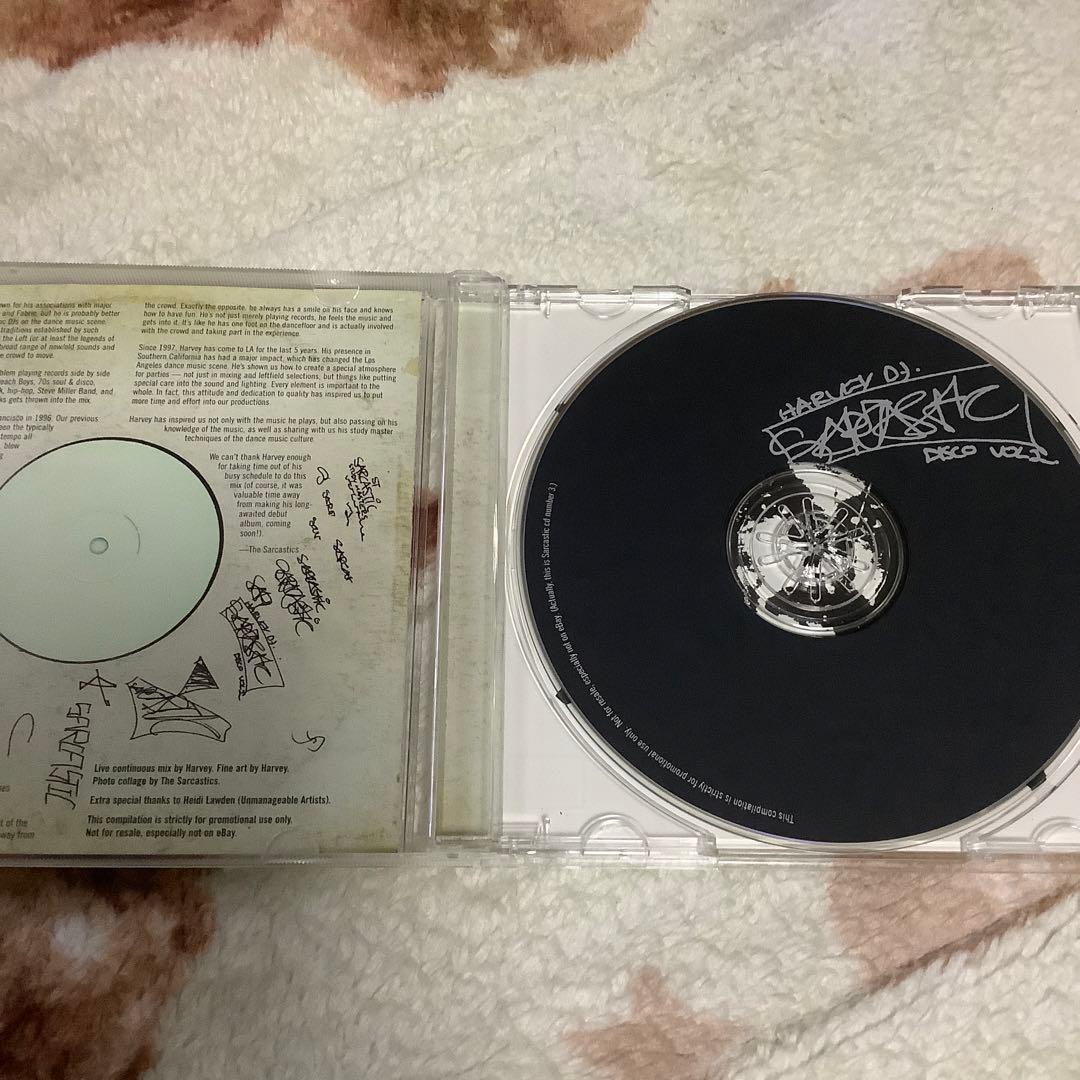 wn for his associations with major
and Fabric, but he is probably better
c DJs on the dance music scene.
traditions established by such
the Loft (or at least the legends of
broad range of new/old sounds and
e crowd to move.
blem playing records side by side
each Boys, 70s soul & disco,
k, hip-hop, Steve Miller Band, and
ks gets thrown into the mix.
ancisco in 1996. Our previous
een the typically
tempo all
blow
the crowd. Exactly the opposite, he always has a smile on his face and knows
how to have fun. He's not just merely playing records, he feels the music and
gets into it. It's like he has one foot on the dancefloor and is actually involved
with the crowd and taking part in the experience.
Since 1997, Harvey has come to LA for the last 5 years. His presence in
Southern California has had a major impact, which has changed the Los
Angeles dance music scene. He's shown us how to create a special atmosphere
for parties — not just in mixing and leftfield selections, but things like putting
special care into the sound and lighting. Every element is important to the
whole. In fact, this attitude and dedication to quality has inspired us to put
more time and effort into our productions.
Harvey has inspired us not only with the music he plays, but also passing on his
knowledge of the music, as well as sharing with us his study master
techniques of the dance music culture.
We can't thank Harvey enough
for taking time out of his
busy schedule to do this
mix (of course, it was
valuable time away
from making his long-
awaited debut
album, coming
soon!).
—The Sarcastics
SARCASTIC
HARVEY DJ.
SARCASTIC
DISCO VOL2
Live continuous mix by Harvey. Fine art by Harvey.
Photo collage by The Sarcastics.
Extra special thanks to Heidi Lawden (Unmanageable Artists).
This compilation is strictly for promotional use only.
Not for resale, especially not on eBay.
t of the
way from
HARVEY DJ.
SARCASTIC
DISCO VOL2
This compilation is strictly for promotional use only. Not for resale, especially not on eBay. (Actually, this is Sarcastic cd number 3.)